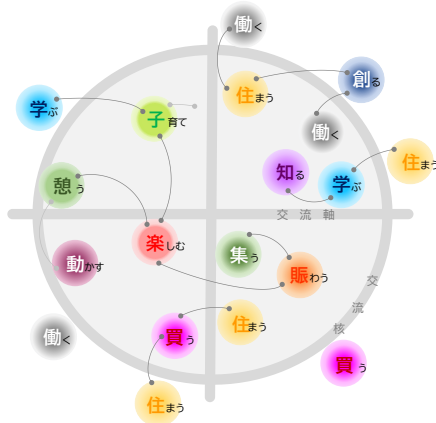 働く
住まう
創る
学ぶ
子育て
働く
住まう
知る
学ぶ
憩う
交流軸
楽しむ
集う
動かす
賑わう
交流核
住まう
働く
買う
買う
住まう